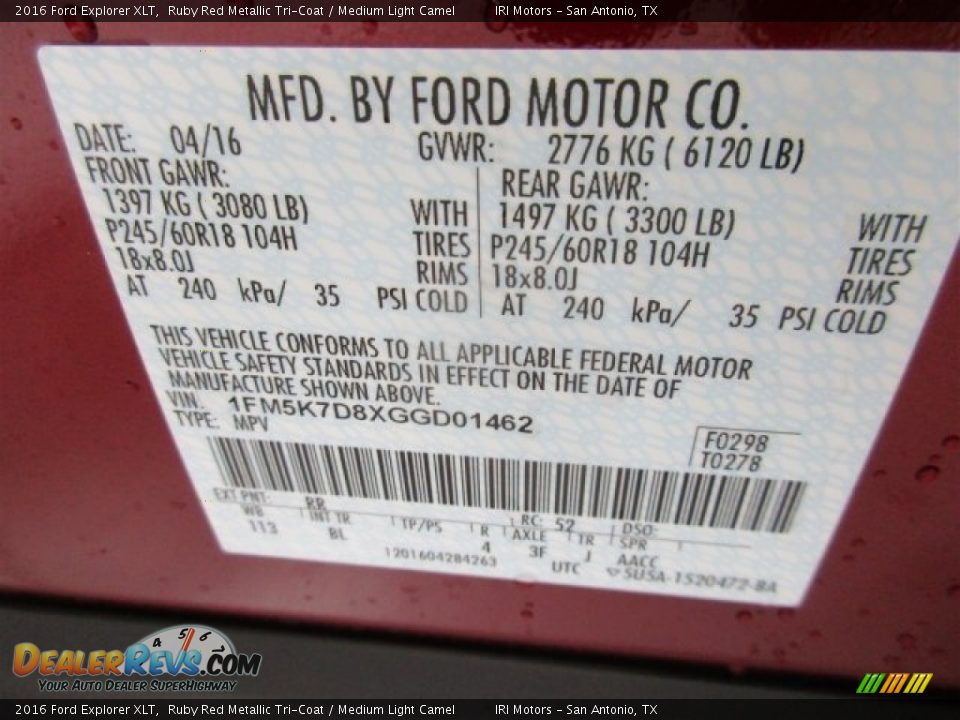 2016 Ford Explorer XLT,  Ruby Red Metallic Tri-Coat / Medium Light Camel    IRI Motors - San Antonio, TX
MFD. BY FORD MOTOR CO.
DATE: 04/16    GVWR: 2776 KG ( 6120 LB)
FRONT GAWR:    REAR GAWR:
1397 KG ( 3080 LB) WITH    1497 KG ( 3300 LB) WITH
P245/60R18 104H TIRES    P245/60R18 104H TIRES
18x8.0J RIMS    18x8.0J RIMS
AT 240 kPa/ 35 PSI COLD    AT 240 kPa/ 35 PSI COLD
THIS VEHICLE CONFORMS TO ALL APPLICABLE FEDERAL MOTOR
VEHICLE SAFETY STANDARDS IN EFFECT ON THE DATE OF
MANUFACTURE SHOWN ABOVE.
VIN. 1FM5K7D8XGGD01462
TYPE: MPV
F0298
T0278
EXT PNT: RR    RC: 52    DSO:
WB    INT TR    TP/PS    R    AXLE    TR    SPR
113    BL    4    3F    J    AACC
1201604284263    UTC    5U5A-1520472-BA
4 5 6
DEALERREVS.COM
YOUR AUTO DEALER SUPERHIGHWAY
2016 Ford Explorer XLT,  Ruby Red Metallic Tri-Coat / Medium Light Camel    IRI Motors - San Antonio, TX